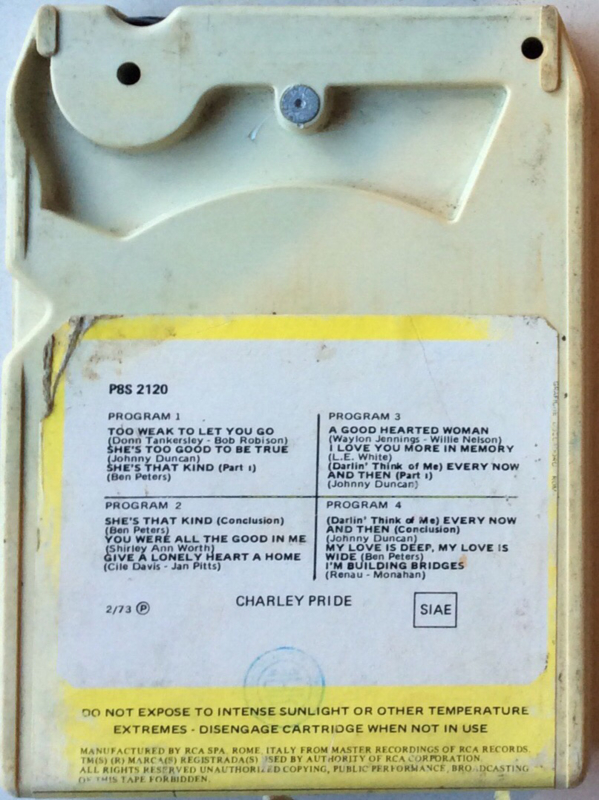 P8S 2120
PROGRAM 1
TOO WEAK TO LET YOU GO
(Donn Tankersley - Bob Robison)
SHE'S TOO GOOD TO BE TRUE
(Johnny Duncan)
SHE'S THAT KIND (Part 1)
(Ben Peters)
PROGRAM 3
A GOOD HEARTED WOMAN
(Waylon Jennings - Willie Nelson)
I LOVE YOU MORE IN MEMORY
(L.E. White)
(Darlin' Think of Me) EVERY NOW
AND THEN (Part 1)
(Johnny Duncan)
PROGRAM 2
SHE'S THAT KIND (Conclusion)
(Ben Peters)
YOU WERE ALL THE GOOD IN ME
(Shirley Ann Worth)
GIVE A LONELY HEART A HOME
(Cile Davis - Jan Pitts)
PROGRAM 4
(Darlin' Think of Me) EVERY NOW
AND THEN (Conclusion)
(Johnny Duncan)
MY LOVE IS DEEP, MY LOVE IS
WIDE (Ben Peters)
I'M BUILDING BRIDGES
(Renau - Monahan)
2/73 Ⓟ
CHARLEY PRIDE
SIAE
DO NOT EXPOSE TO INTENSE SUNLIGHT OR OTHER TEMPERATURE
EXTREMES - DISENGAGE CARTRIDGE WHEN NOT IN USE
MANUFACTURED BY RCA SPA. ROME, ITALY FROM MASTER RECORDINGS OF RCA RECORDS.
TM(S) (R) MARCA(S) REGISTRADA(S) USED BY AUTHORITY OF RCA CORPORATION.
ALL RIGHTS RESERVED UNAUTHORIZED COPYING, PUBLIC PERFORMANCE, BROADCASTING
OF THIS TAPE FORBIDDEN.